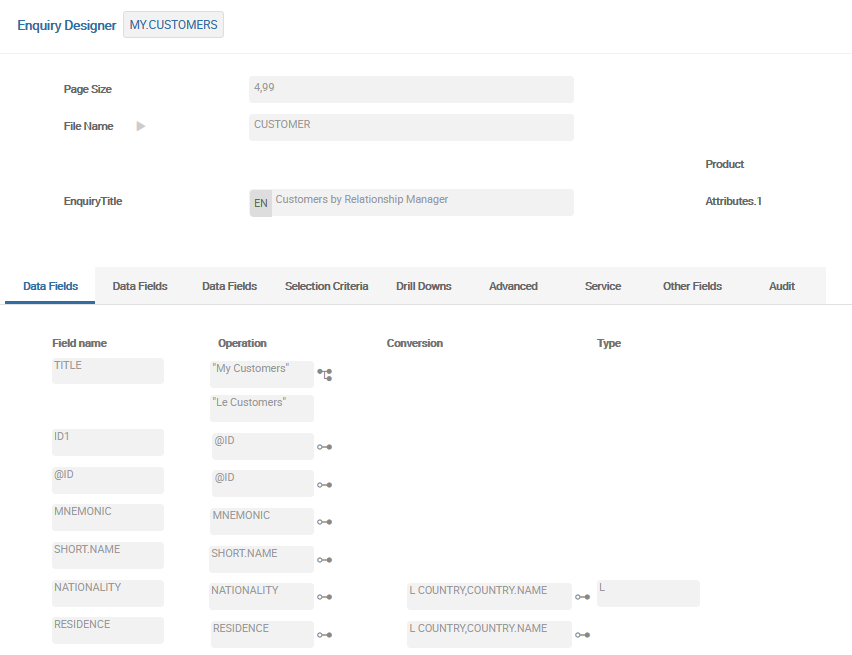 Enquiry Designer MY.CUSTOMERS
Page Size 4,99
File Name CUSTOMER
Product
EnquiryTitle EN Customers by Relationship Manager Attributes.1
Data Fields Data Fields Data Fields Selection Criteria Drill Downs Advanced Service Other Fields Audit
Field name Operation Conversion Type
TITLE "My Customers"
"Le Customers"
ID1 @ID
@ID @ID
MNEMONIC MNEMONIC
SHORT.NAME SHORT.NAME
NATIONALITY NATIONALITY L COUNTRY,COUNTRY.NAME L
RESIDENCE RESIDENCE L COUNTRY,COUNTRY.NAME